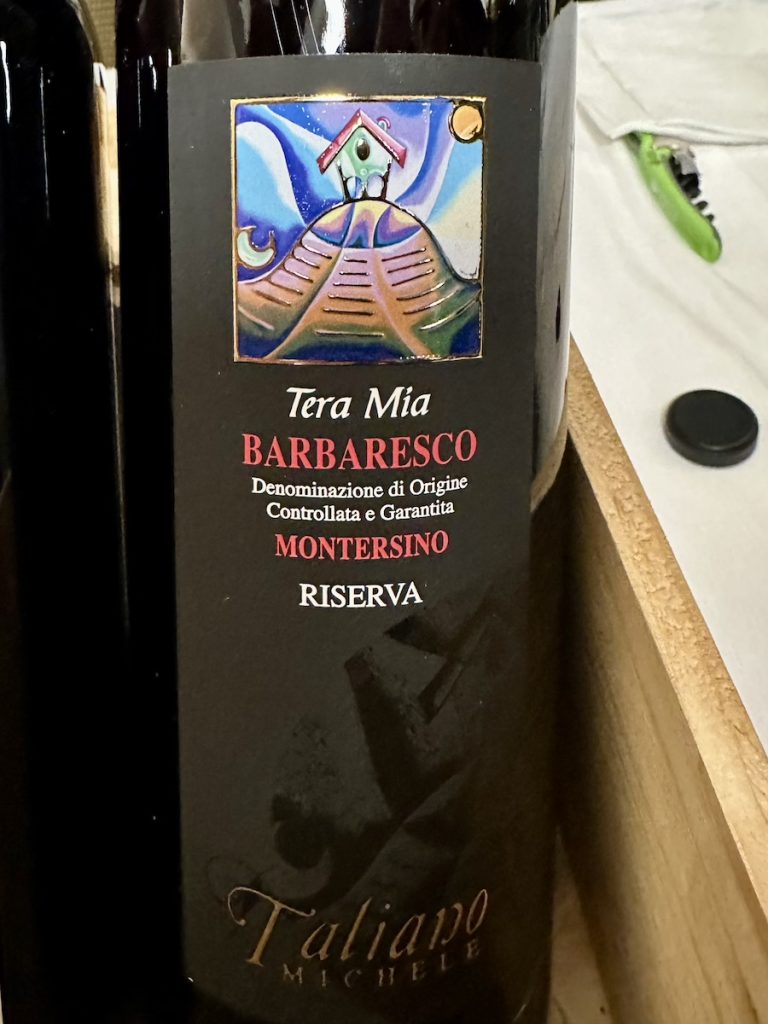 Tera Mia
BARBARESCO
Denominazione di Origine
Controllata e Garantita
MONTERSINO
RISERVA
Taliano
MICHELE